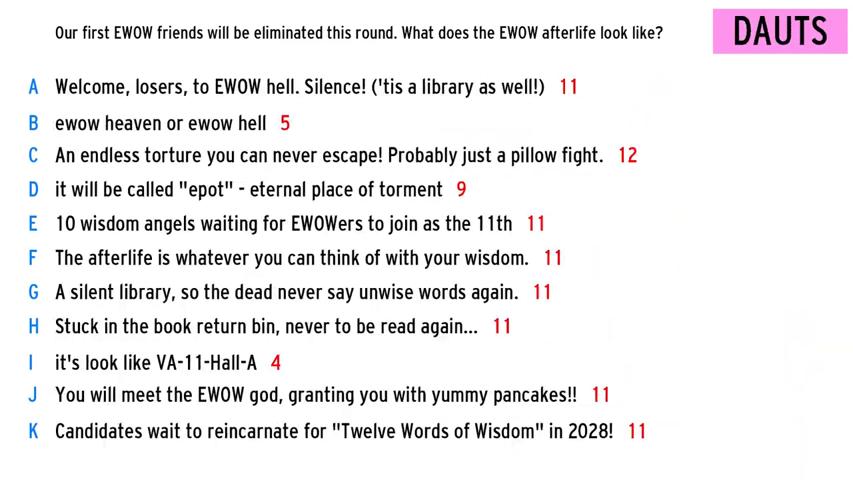 Our first EWOW friends will be eliminated this round. What does the EWOW afterlife look like?
DAUTS
A Welcome, losers, to EWOW hell. Silence! ('tis a library as well!) 11
B ewow heaven or ewow hell 5
C An endless torture you can never escape! Probably just a pillow fight. 12
D it will be called "epot" - eternal place of torment 9
E 10 wisdom angels waiting for EWOWers to join as the 11th 11
F The afterlife is whatever you can think of with your wisdom. 11
G A silent library, so the dead never say unwise words again. 11
H Stuck in the book return bin, never to be read again... 11
I it's look like VA-11-Hall-A 4
J You will meet the EWOW god, granting you with yummy pancakes!! 11
K Candidates wait to reincarnate for "Twelve Words of Wisdom" in 2028! 11